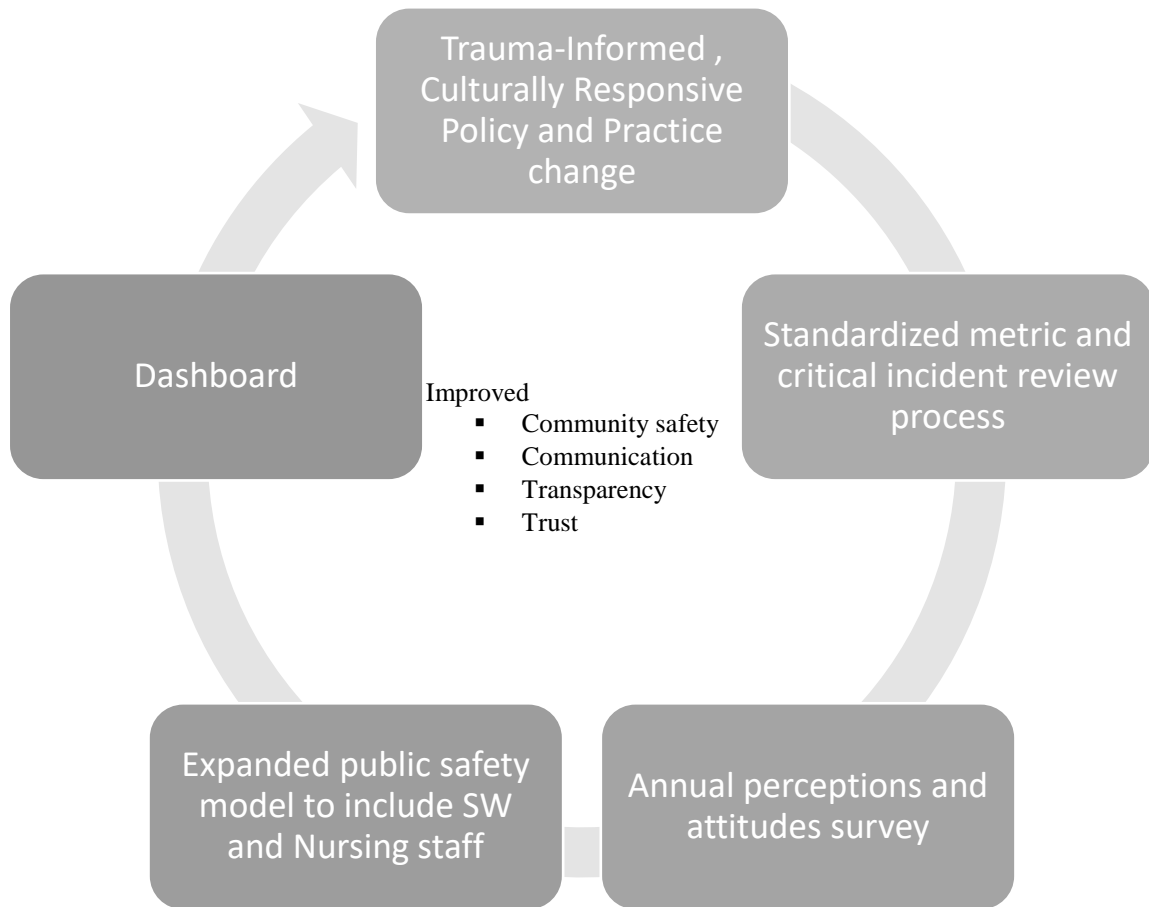 Trauma-Informed ,
Culturally Responsive
Policy and Practice
change
Standardized metric and
critical incident review
process
Dashboard
Improved
▪ Community safety
▪ Communication
▪ Transparency
▪ Trust
Annual perceptions and
attitudes survey
Expanded public safety
model to include SW
and Nursing staff